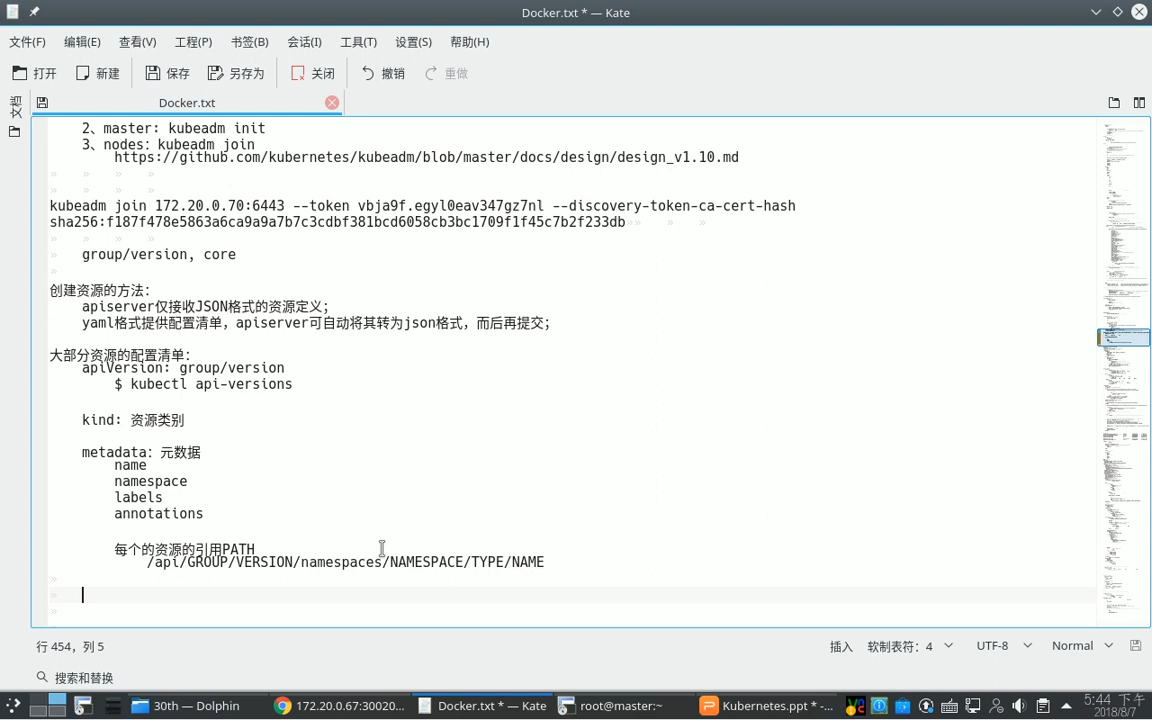 Docker.txt * — Kate
文件(F) 编辑(E) 查看(V) 工程(P) 书签(B) 会话(I) 工具(T) 设置(S) 帮助(H)
打开 新建 保存 另存为 关闭 撤销 重做
文档
Docker.txt
2、master: kubeadm init
3、nodes: kubeadm join
https://github.com/kubernetes/kubeadm/blob/master/docs/design/design_v1.10.md
kubeadm join 172.20.0.70:6443 --token vbja9f.egyl0eav347gz7nl --discovery-token-ca-cert-hash
sha256:f187f478e5863a6ca9a9a7b7c3cdbf381bcd6058cb3bc1709f1f45c7b2f233db
group/version, core
创建资源的方法:
apiserver仅接收JSON格式的资源定义;
yaml格式提供配置清单，apiserver可自动将其转为json格式，而后再提交;
大部分资源的配置清单:
apiVersion: group/version
$ kubectl api-versions
kind: 资源类别
metadata: 元数据
name
namespace
labels
annotations
每个的资源的引用PATH
/api/GROUP/VERSION/namespaces/NAMESPACE/TYPE/NAME
行 454, 列 5 插入 软制表符: 4 UTF-8 Normal
搜索和替换
30th — Dolphin 172.20.0.67:30020... Docker.txt * — Kate root@master:~ Kubernetes.ppt * -... 5:44 下午
2018/8/7